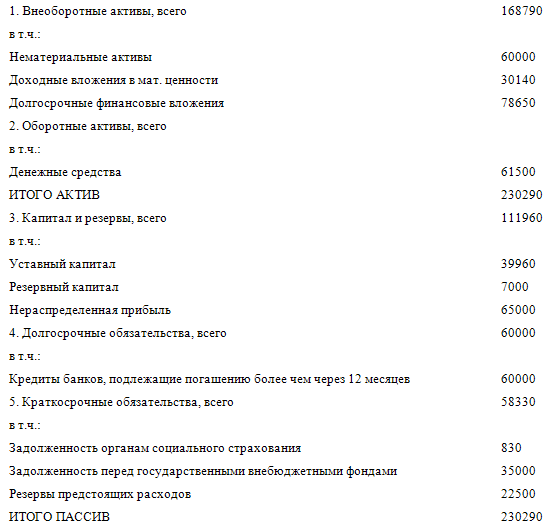 1. Внеоборотные активы, всего 168790
в т.ч.:
Нематериальные активы 60000
Доходные вложения в мат. ценности 30140
Долгосрочные финансовые вложения 78650
2. Оборотные активы, всего
в т.ч.:
Денежные средства 61500
ИТОГО АКТИВ 230290
3. Капитал и резервы, всего 111960
в т.ч.:
Уставный капитал 39960
Резервный капитал 7000
Нераспределенная прибыль 65000
4. Долгосрочные обязательства, всего 60000
в т.ч.:
Кредиты банков, подлежащие погашению более чем через 12 месяцев 60000
5. Краткосрочные обязательства, всего 58330
в т.ч.:
Задолженность органам социального страхования 830
Задолженность перед государственными внебюджетными фондами 35000
Резервы предстоящих расходов 22500
ИТОГО ПАССИВ 230290